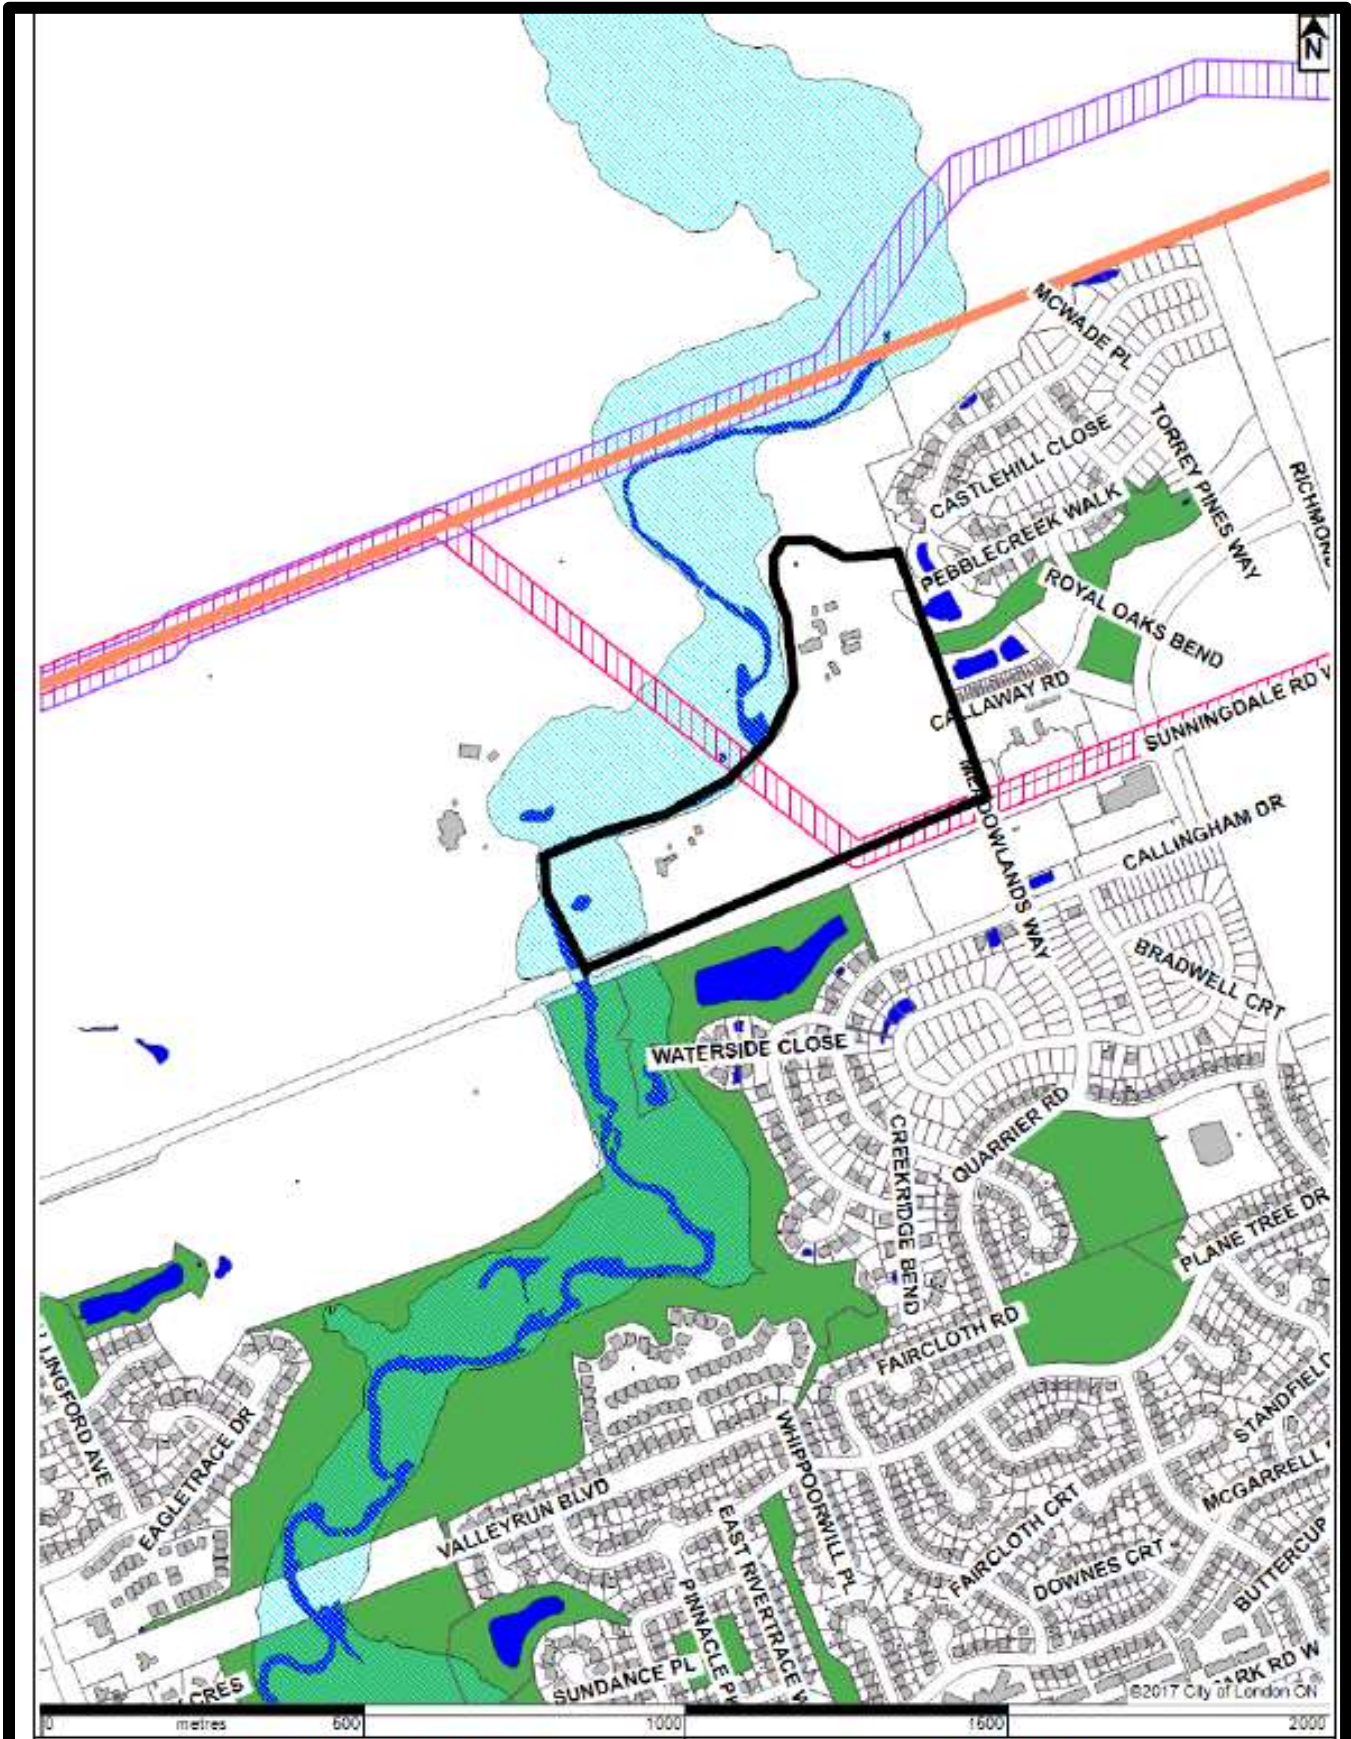 N
MCWADE PL
TORREY PINES WAY
CASTLEHILL CLOSE
RICHMOND
PEBBLECREEK WALK
ROYAL OAKS BEND
CALLAWAY RD
SUNNINGDALE RD W
MEADOWLANDS WAY
CALLINGHAM DR
BRADWELL CRT
WATERSIDE CLOSE
CREEKRIDGE BEND
QUARRIER RD
PLANE TREE DR
FAIRCLOTH RD
LINGFORD AVE
EAGLETRACE DR
STANDFIELD
WHIPPOORWILL PL
MCGARRELL
VALLEYRUN BLVD
EAST RIVERTRACE W
FAIRCLOTH CRT
DOWNES CRT
BUTTERCUP
PINNACLE P
SUNDANCE PL
ARK RD W
CRES
©2017 City of London ON
0 metres 500 1000 1500 2000